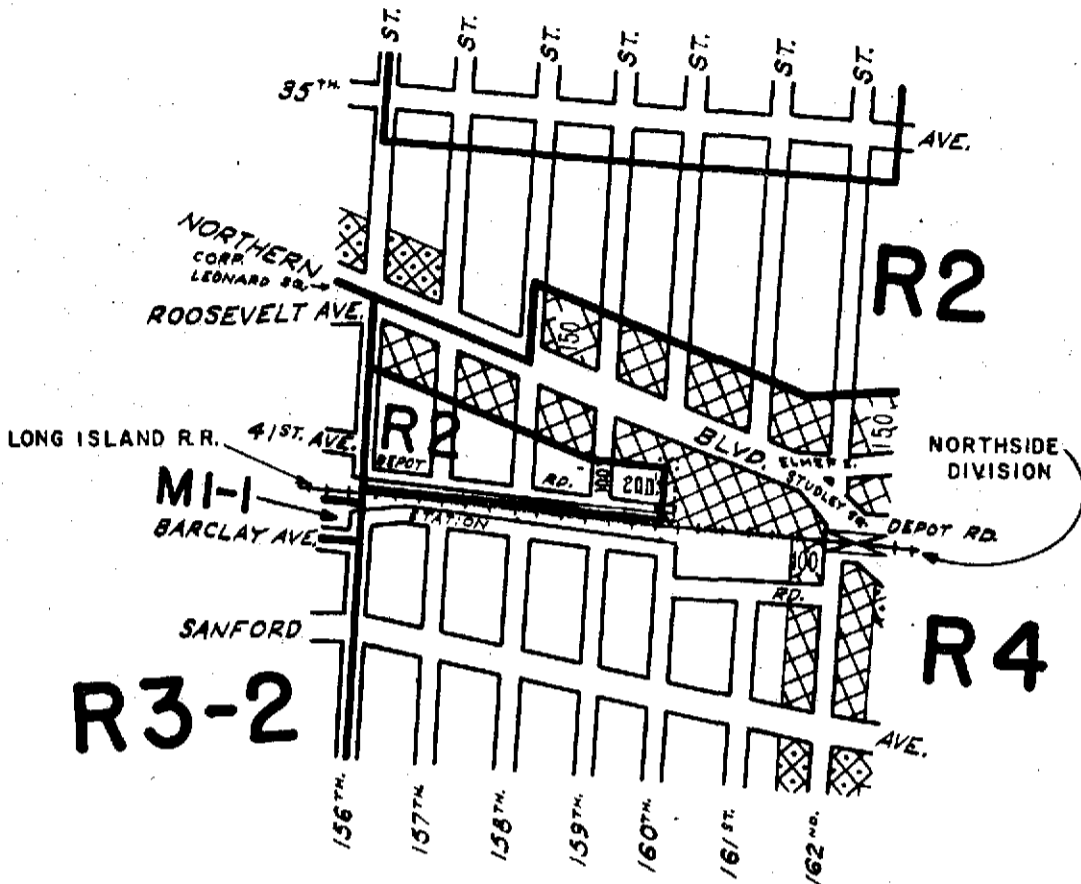 ST.
ST.
ST.
ST.
ST.
ST.
ST.
35TH.
AVE.
NORTHERN
CORP.
LEONARD SQ.
ROOSEVELT AVE.
R2
150
150
BLVD.
R2
41ST. AVE.
LONG ISLAND R.R.
DEPOT
RD.
100
200
ELMER E.
STUDLEY SQ.
NORTHSIDE
DIVISION
M1-1
STATION
DEPOT RD.
BARCLAY AVE.
100
RD.
SANFORD
R4
R3-2
AVE.
156TH.
157TH.
158TH.
159TH.
160TH.
161ST.
162ND.